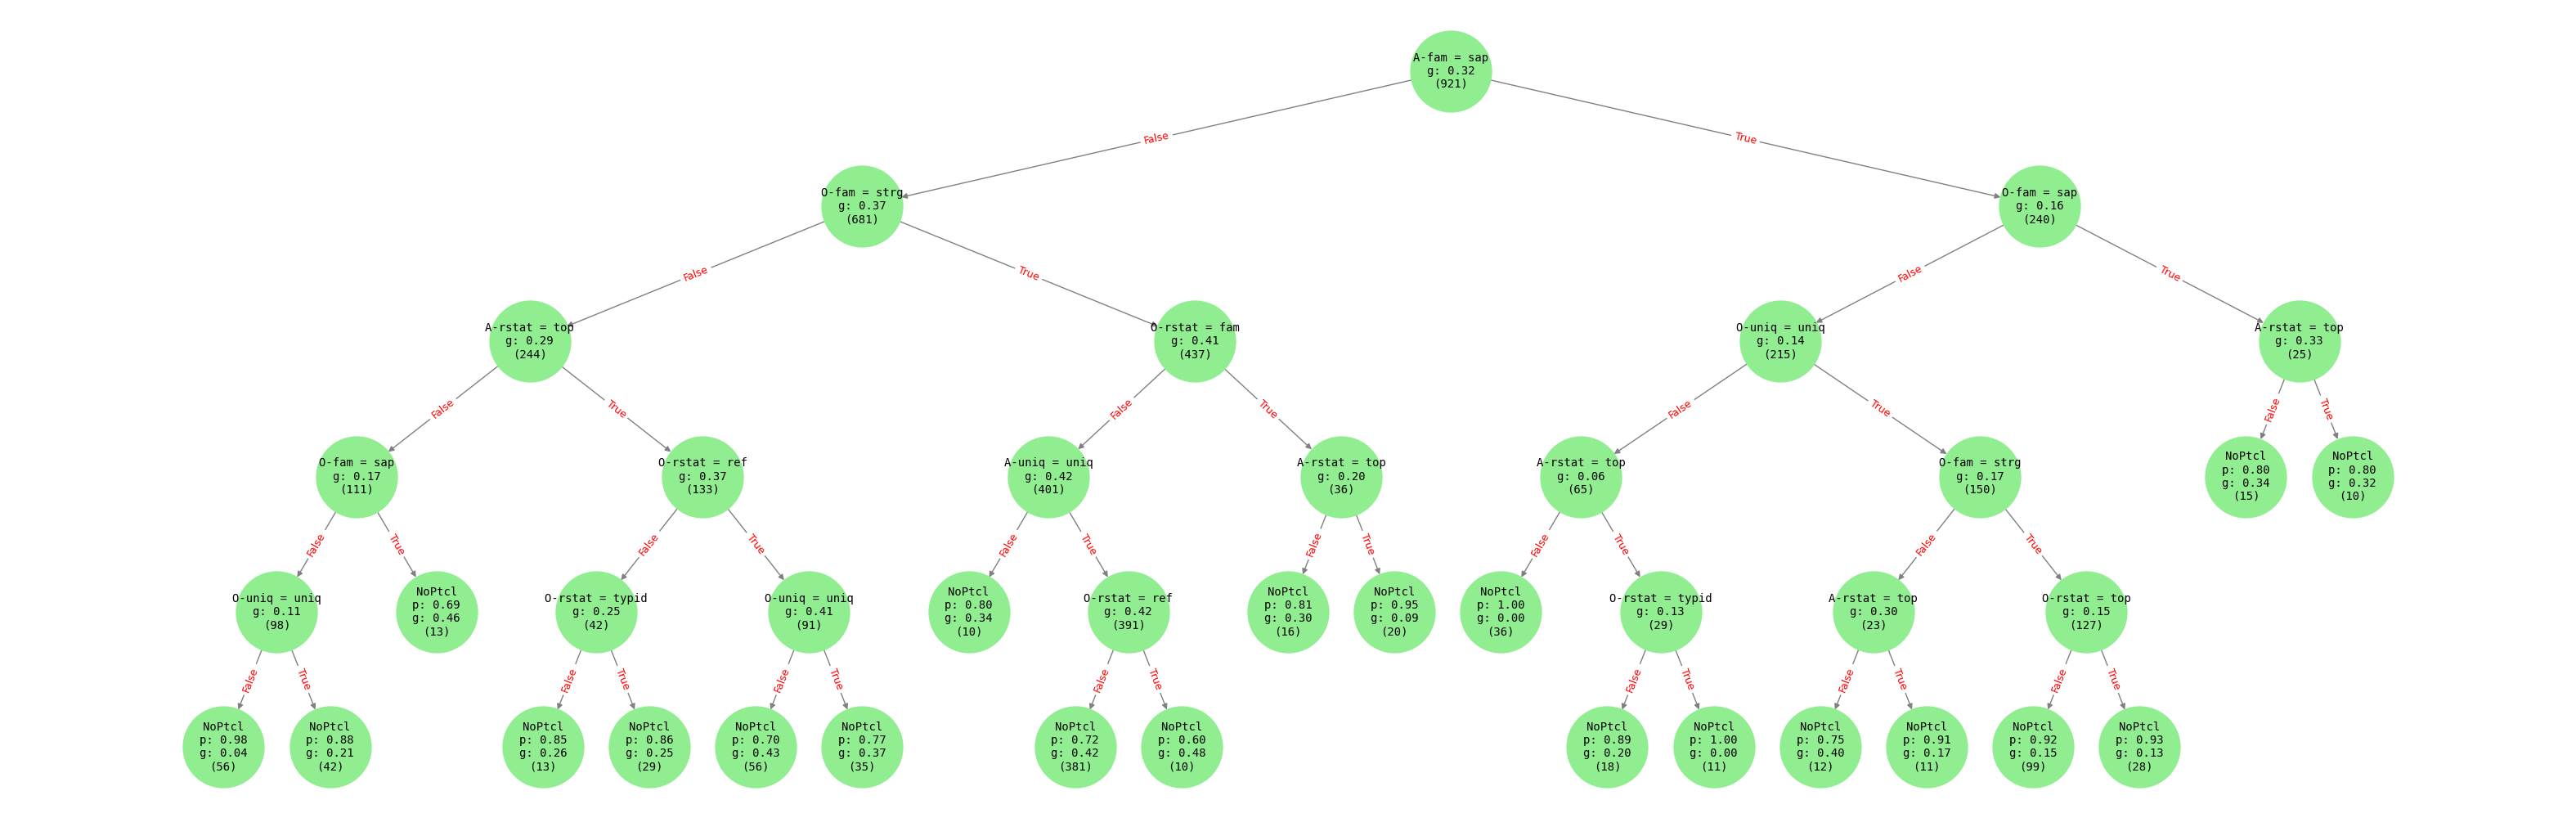 A-fam = sap
g: 0.32
(921)
False
True
O-fam = strg
g: 0.37
(681)
O-fam = sap
g: 0.16
(240)
False
True
False
True
A-rstat = top
g: 0.29
(244)
O-rstat = fam
g: 0.41
(437)
O-uniq = uniq
g: 0.14
(215)
A-rstat = top
g: 0.33
(25)
False
True
False
True
False
True
False
True
O-fam = sap
g: 0.17
(111)
O-rstat = ref
g: 0.37
(133)
A-uniq = uniq
g: 0.42
(401)
A-rstat = top
g: 0.20
(36)
A-rstat = top
g: 0.06
(65)
O-fam = strg
g: 0.17
(150)
NoPtcl
p: 0.80
g: 0.34
(15)
NoPtcl
p: 0.80
g: 0.32
(10)
False
True
False
True
False
True
False
True
False
True
False
True
O-uniq = uniq
g: 0.11
(98)
NoPtcl
p: 0.69
g: 0.46
(13)
O-rstat = typid
g: 0.25
(42)
O-uniq = uniq
g: 0.41
(91)
NoPtcl
p: 0.80
g: 0.34
(10)
O-rstat = ref
g: 0.42
(391)
NoPtcl
p: 0.81
g: 0.30
(16)
NoPtcl
p: 0.95
g: 0.09
(20)
NoPtcl
p: 1.00
g: 0.00
(36)
O-rstat = typid
g: 0.13
(29)
A-rstat = top
g: 0.30
(23)
O-rstat = top
g: 0.15
(127)
False
True
False
True
False
True
False
True
False
True
False
True
False
True
NoPtcl
p: 0.98
g: 0.04
(56)
NoPtcl
p: 0.88
g: 0.21
(42)
NoPtcl
p: 0.85
g: 0.26
(13)
NoPtcl
p: 0.86
g: 0.25
(29)
NoPtcl
p: 0.70
g: 0.43
(56)
NoPtcl
p: 0.77
g: 0.37
(35)
NoPtcl
p: 0.72
g: 0.42
(381)
NoPtcl
p: 0.60
g: 0.48
(10)
NoPtcl
p: 0.89
g: 0.20
(18)
NoPtcl
p: 1.00
g: 0.00
(11)
NoPtcl
p: 0.75
g: 0.40
(12)
NoPtcl
p: 0.91
g: 0.17
(11)
NoPtcl
p: 0.92
g: 0.15
(99)
NoPtcl
p: 0.93
g: 0.13
(28)